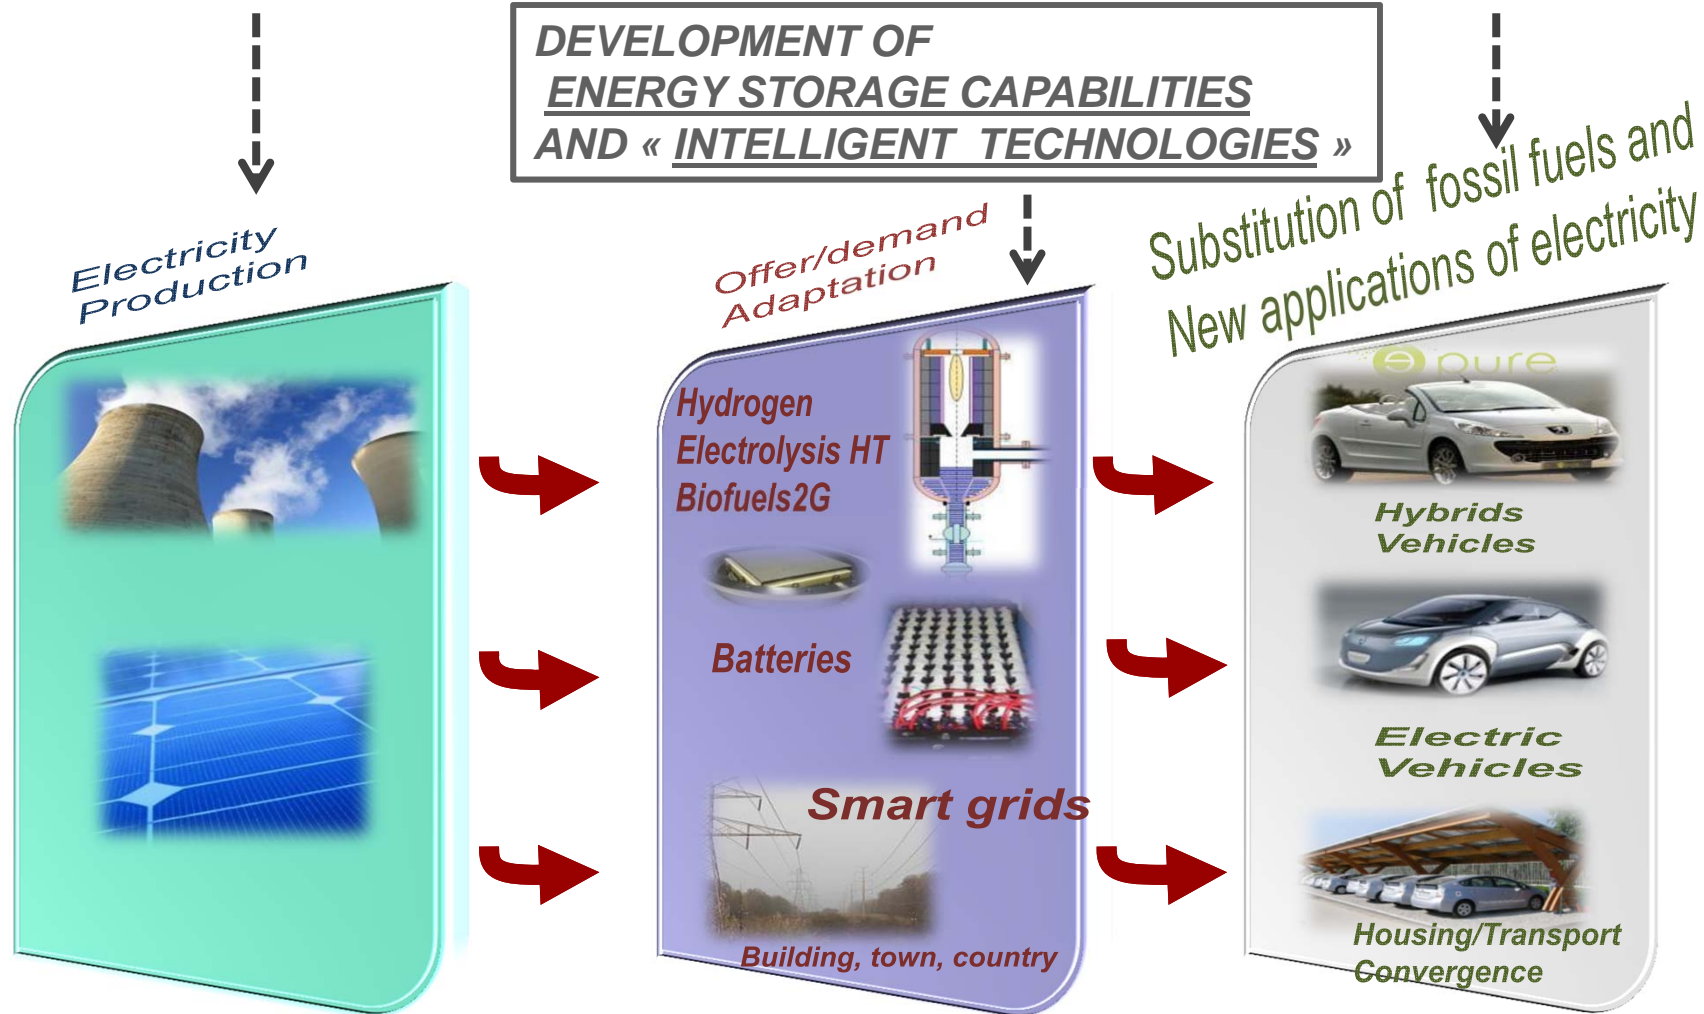 DEVELOPMENT OF
ENERGY STORAGE CAPABILITIES
AND « INTELLIGENT TECHNOLOGIES »
Electricity
Production
Offer/demand
Adaptation
Substitution of fossil fuels and
New applications of electricity
Hydrogen
Electrolysis HT
Biofuels2G
Batteries
Smart grids
Building, town, country
epure
Hybrids
Vehicles
Electric
Vehicles
Housing/Transport
Convergence